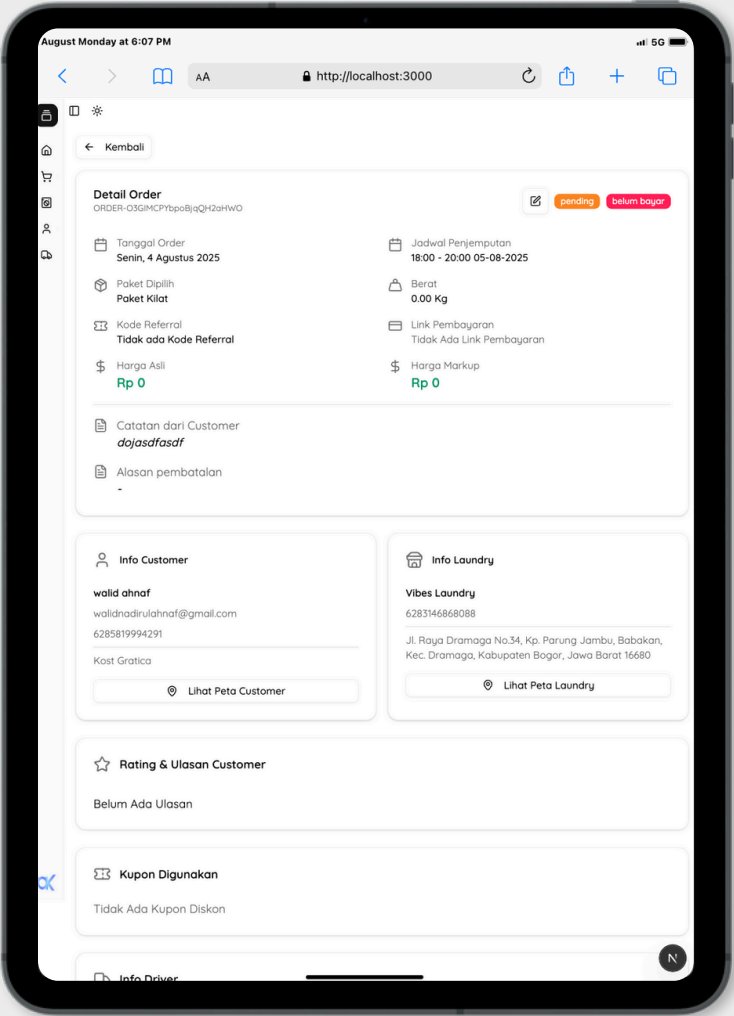 August Monday at 6:07 PM
5G
AA
http://localhost:3000
Kembali
Detail Order
ORDER-O3GIMCPYbpoBjqQH2aHWO
pending
belum bayar
Tanggal Order
Senin, 4 Agustus 2025
Jadwal Penjemputan
18:00 - 20:00 05-08-2025
Paket Dipilih
Paket Kilat
Berat
0.00 Kg
Kode Referral
Tidak ada Kode Referral
Link Pembayaran
Tidak Ada Link Pembayaran
Harga Asli
Rp 0
Harga Markup
Rp 0
Catatan dari Customer
dojasdfasdf
Alasan pembatalan
-
Info Customer
walid ahnaf
walidnadirulahnaf@gmail.com
6285819994291
Kost Gratica
Lihat Peta Customer
Info Laundry
Vibes Laundry
6283146868088
Jl. Raya Dramaga No.34, Kp. Parung Jambu, Babakan,
Kec. Dramaga, Kabupaten Bogor, Jawa Barat 16680
Lihat Peta Laundry
Rating & Ulasan Customer
Belum Ada Ulasan
Kupon Digunakan
Tidak Ada Kupon Diskon
Info Driver
N